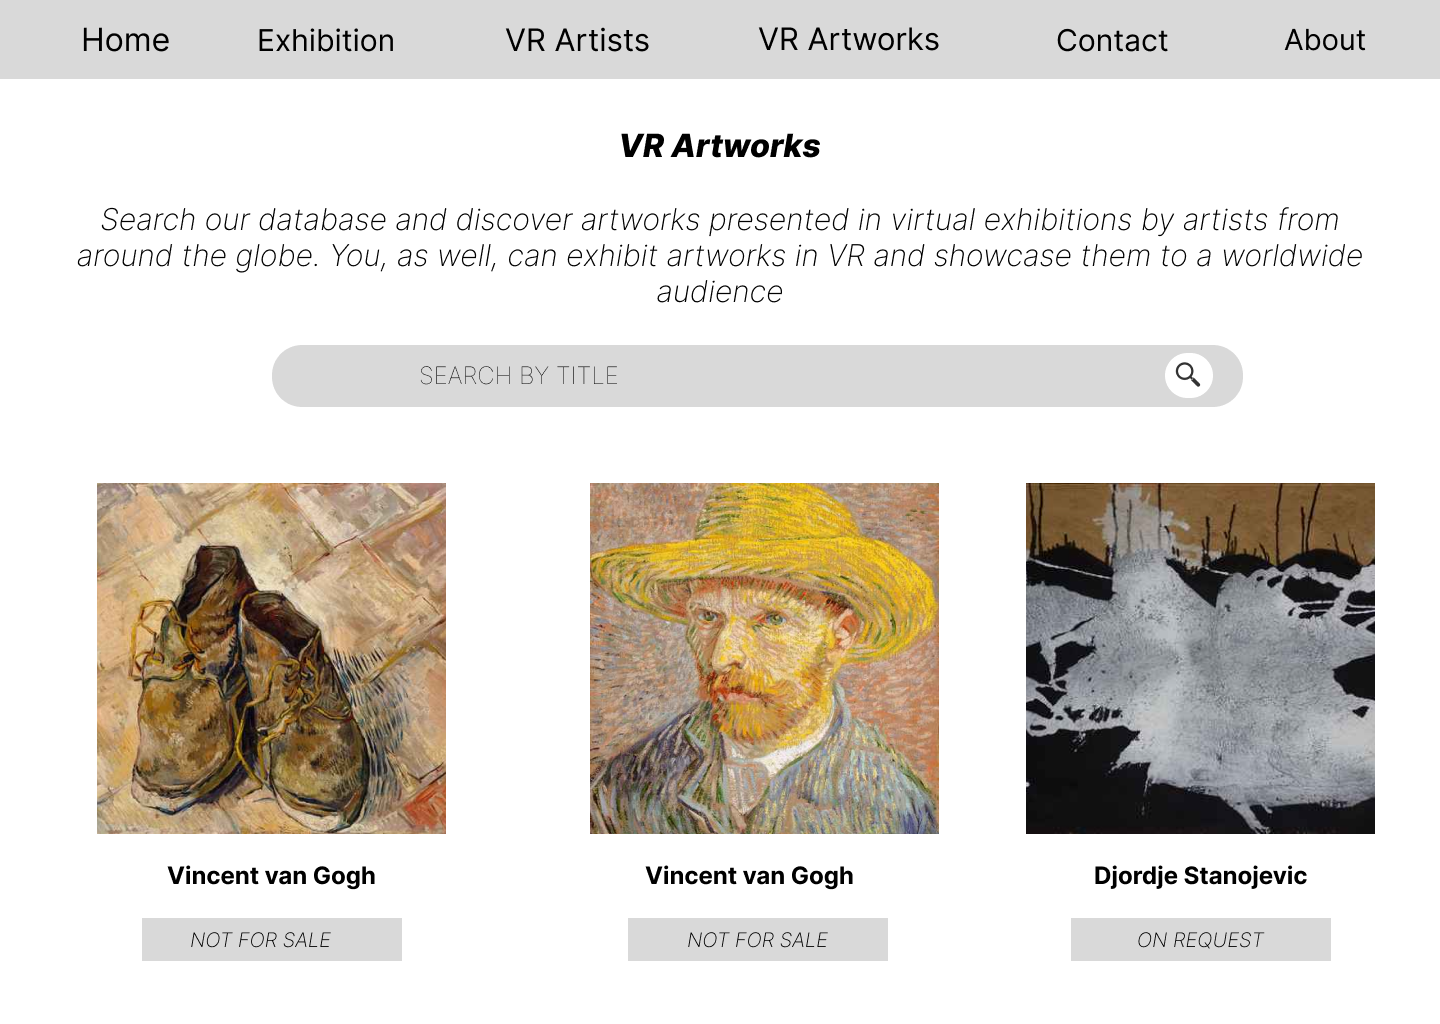 Home Exhibition VR Artists VR Artworks Contact About
VR Artworks
Search our database and discover artworks presented in virtual exhibitions by artists from
around the globe. You, as well, can exhibit artworks in VR and showcase them to a worldwide
audience
SEARCH BY TITLE
Vincent van Gogh Vincent van Gogh Djordje Stanojevic
NOT FOR SALE NOT FOR SALE ON REQUEST